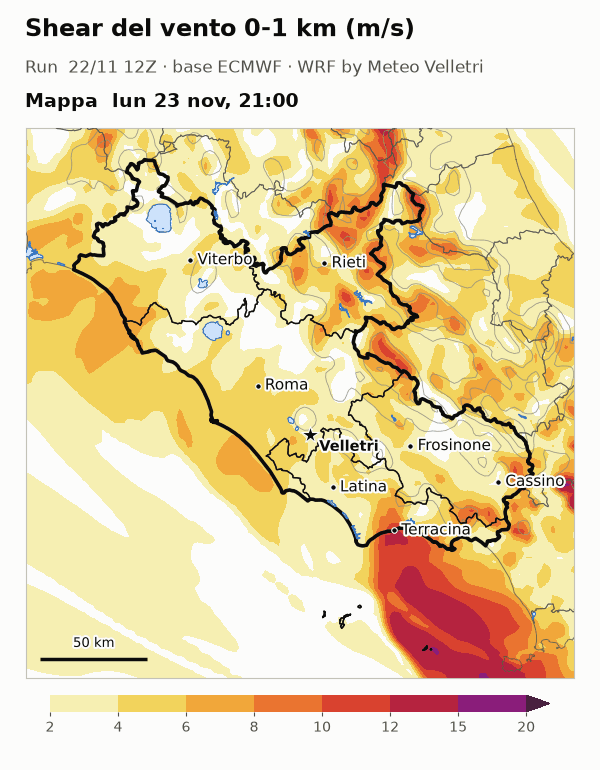 Shear del vento 0-1 km (m/s)
Run  22/11 12Z · base ECMWF · WRF by Meteo Velletri
Mappa  lun 23 nov, 21:00
Viterbo
Rieti
Roma
Velletri
Frosinone
Latina
Cassino
Terracina
50 km
2 4 6 8 10 12 15 20